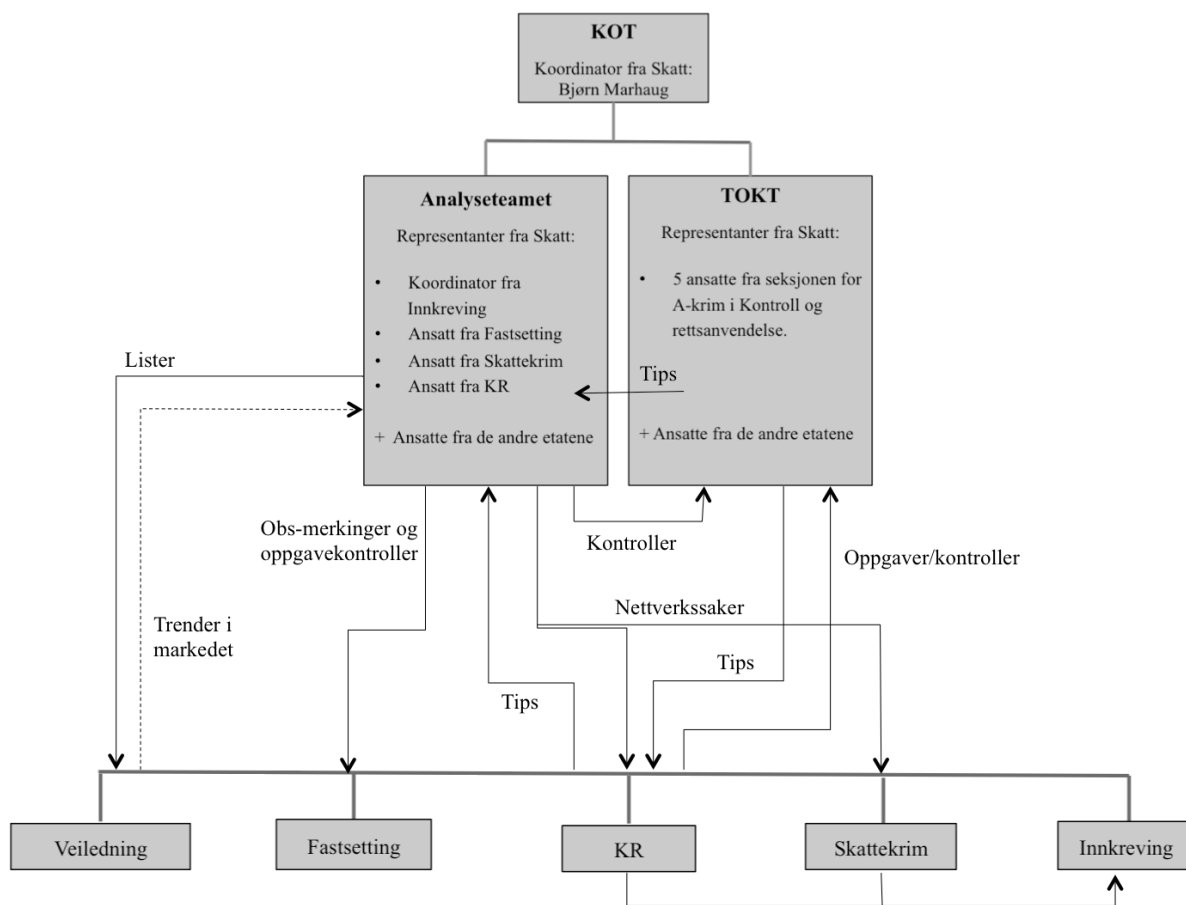 KOT
Koordinator fra Skatt:
Bjørn Marhaug
Analyseteamet
Representanter fra Skatt:
• Koordinator fra
Innkreving
• Ansatt fra Fastsetting
• Ansatt fra Skattekrim
• Ansatt fra KR
+ Ansatte fra de andre etatene
TOKT
Representanter fra Skatt:
• 5 ansatte fra seksjonen for
A-krim i Kontroll og
rettsanvendelse.
+ Ansatte fra de andre etatene
Lister
Tips
Obs-merkinger og
oppgavekontroller
Kontroller
Oppgaver/kontroller
Nettverkssaker
Trender i
markedet
Tips
Tips
Veiledning
Fastsetting
KR
Skattekrim
Innkreving